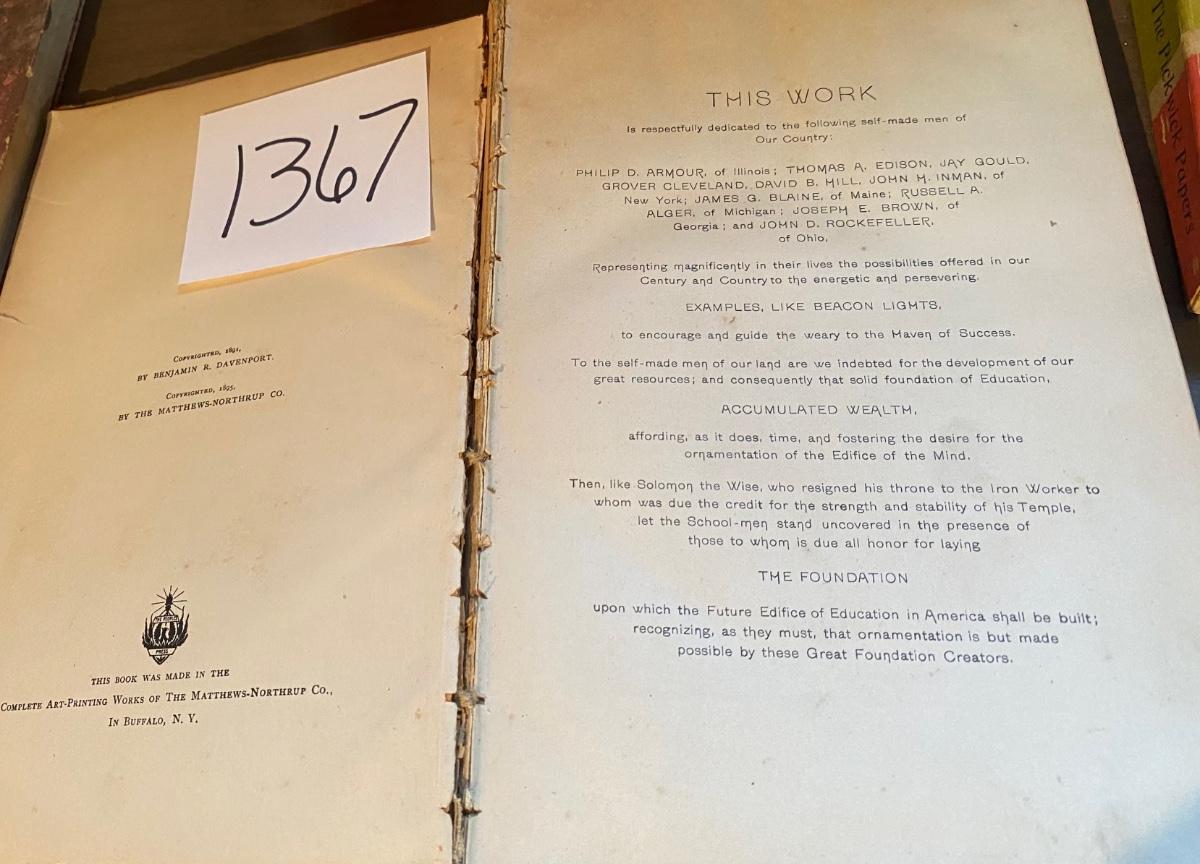 1367
COPYRIGHTED, 1891,
BY BENJAMIN R. DAVENPORT.
COPYRIGHTED, 1895,
BY THE MATTHEWS-NORTHRUP CO.
PRESS
THIS BOOK WAS MADE IN THE
COMPLETE ART-PRINTING WORKS OF THE MATTHEWS-NORTHRUP CO.,
IN BUFFALO, N. Y.
THIS WORK
Is respectfully dedicated to the following self-made men of
Our Country:
PHILIP D. ARMOUR, of Illinois; THOMAS A. EDISON, JAY GOULD,
GROVER CLEVELAND, DAVID B. HILL, JOHN H. INMAN, of
New York; JAMES G. BLAINE, of Maine; RUSSELL A.
ALGER, of Michigan; JOSEPH E. BROWN, of
Georgia; and JOHN D. ROCKEFELLER,
of Ohio,
Representing magnificently in their lives the possibilities offered in our
Century and Country to the energetic and persevering.
EXAMPLES, LIKE BEACON LIGHTS,
to encourage and guide the weary to the Haven of Success.
To the self-made men of our land are we indebted for the development of our
great resources; and consequently that solid foundation of Education,
ACCUMULATED WEALTH,
affording, as it does, time, and fostering the desire for the
ornamentation of the Edifice of the Mind.
Then, like Solomon the Wise, who resigned his throne to the Iron Worker to
whom was due the credit for the strength and stability of his Temple,
let the School-men stand uncovered in the presence of
those to whom is due all honor for laying
THE FOUNDATION
upon which the Future Edifice of Education in America shall be built;
recognizing, as they must, that ornamentation is but made
possible by these Great Foundation Creators.
The Pickwick Papers